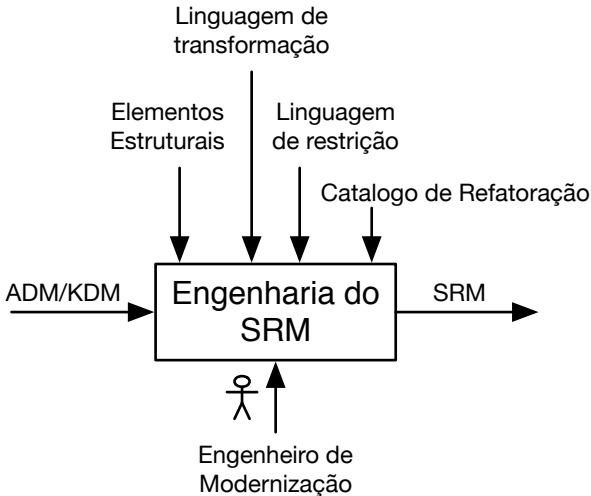 Linguagem de
transformação
Elementos
Estruturais
Linguagem
de restrição
Catalogo de Refatoração
ADM/KDM
Engenharia do
SRM
SRM
Engenheiro de
Modernização